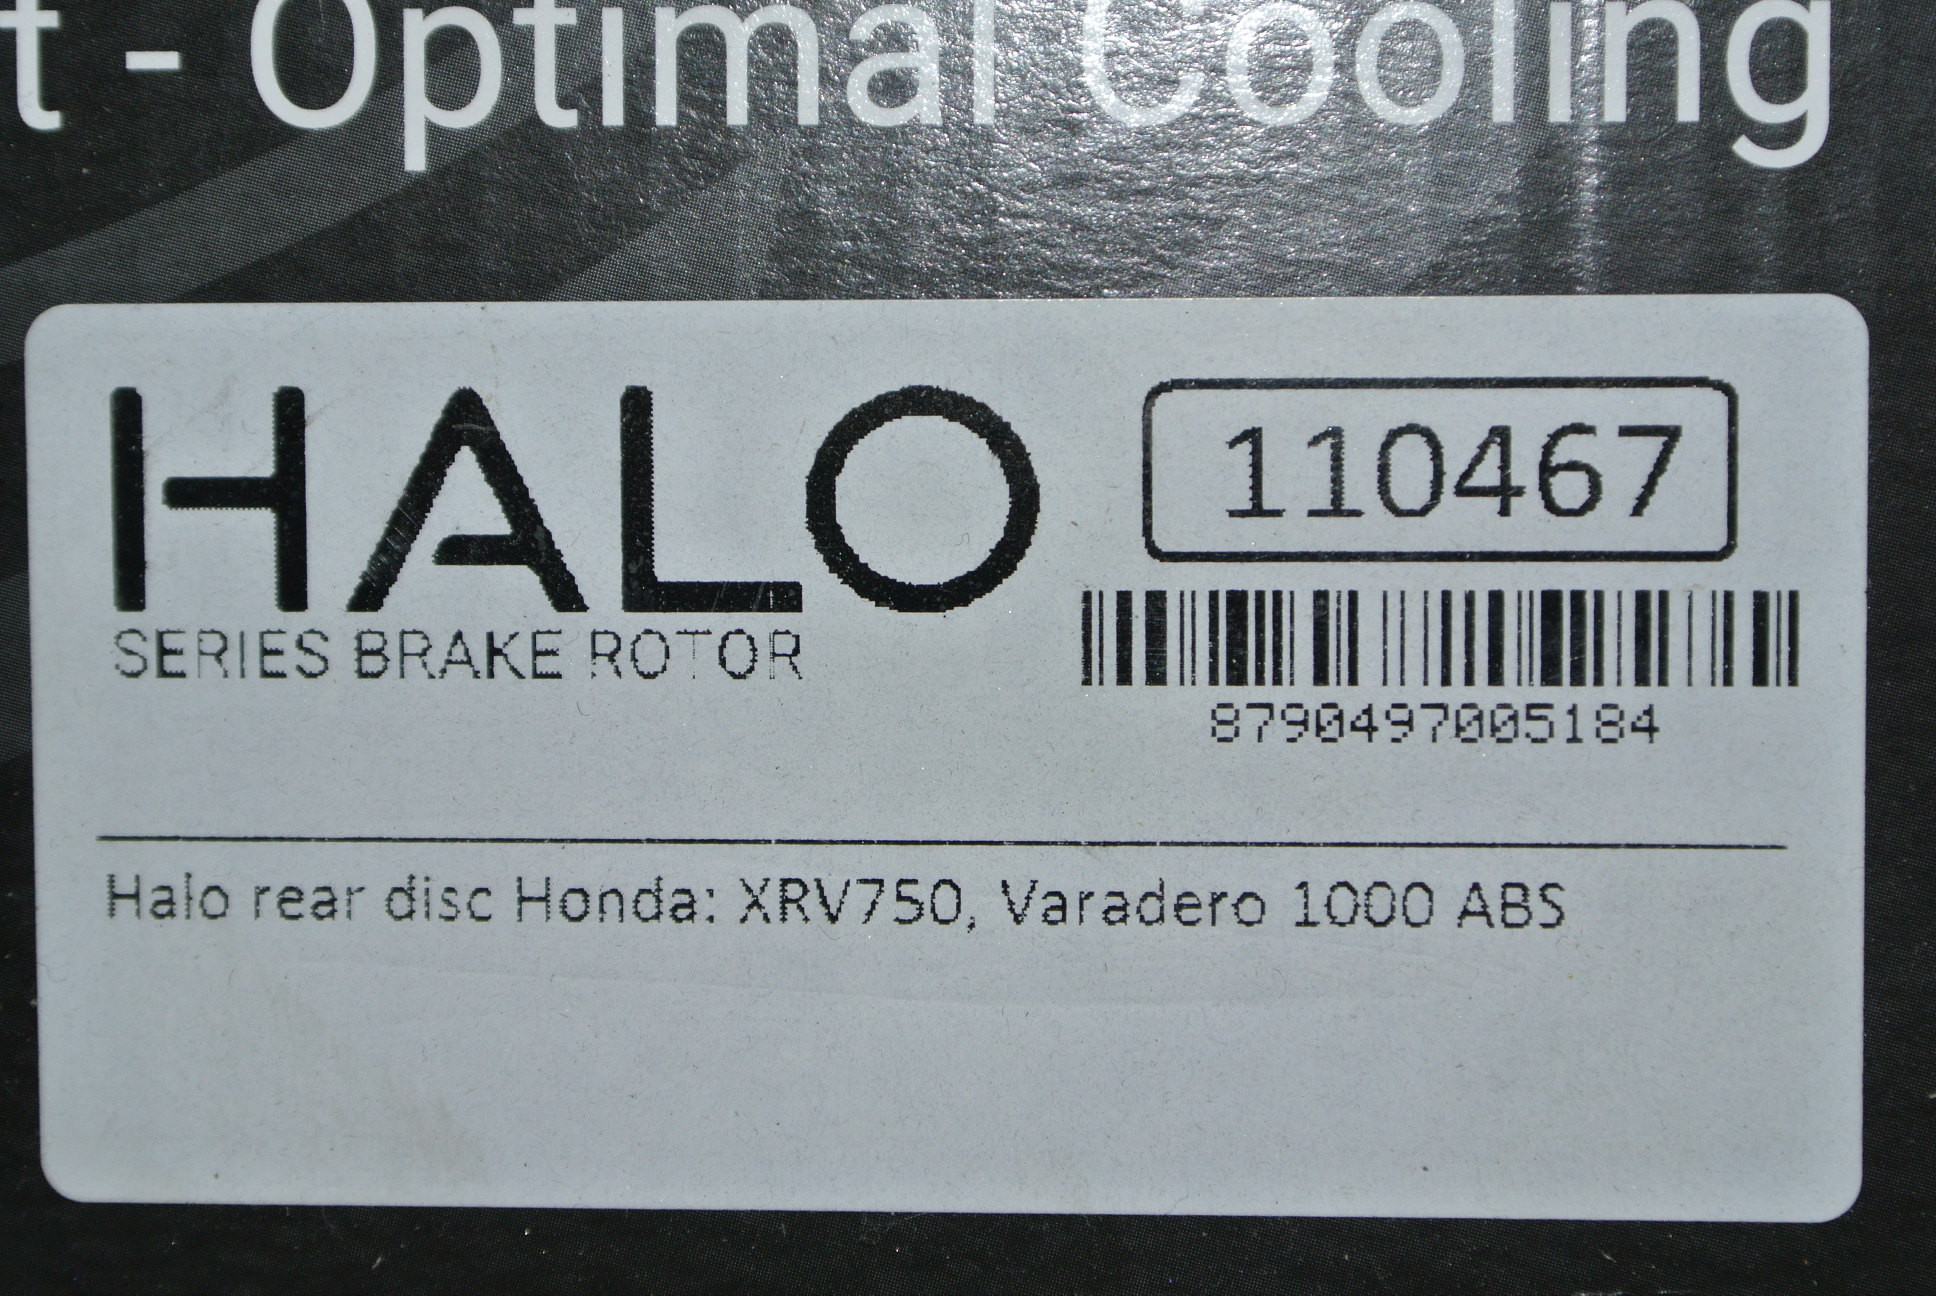 t - Optimal Cooling
HALO
110467
SERIES BRAKE ROTOR
8790497005184
Halo rear disc Honda: XRV750, Varadero 1000 ABS